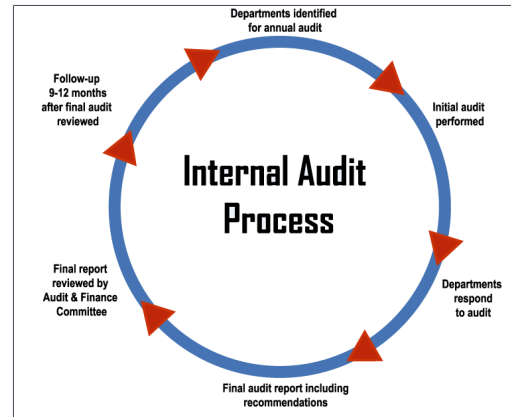 Departments identified
for annual audit
Initial audit
performed
Departments
respond
to audit
Final audit report including
recommendations
Final report
reviewed by
Audit & Finance
Committee
Follow-up
9-12 months
after final audit
reviewed
Internal Audit
Process